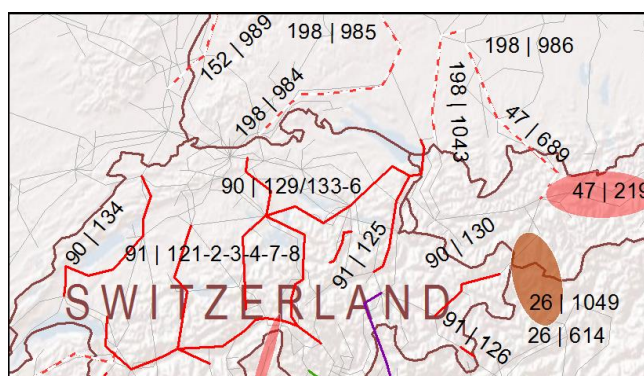 152 | 989
198 | 985
198 | 986
198 | 984
198 | 1043
47 | 689
90 | 129/133-6
47 | 219
90 | 134
91 | 121-2-3-4-7-8
91 | 125
90 | 130
SWITZERLAND
26 | 1049
91 | 126
26 | 614